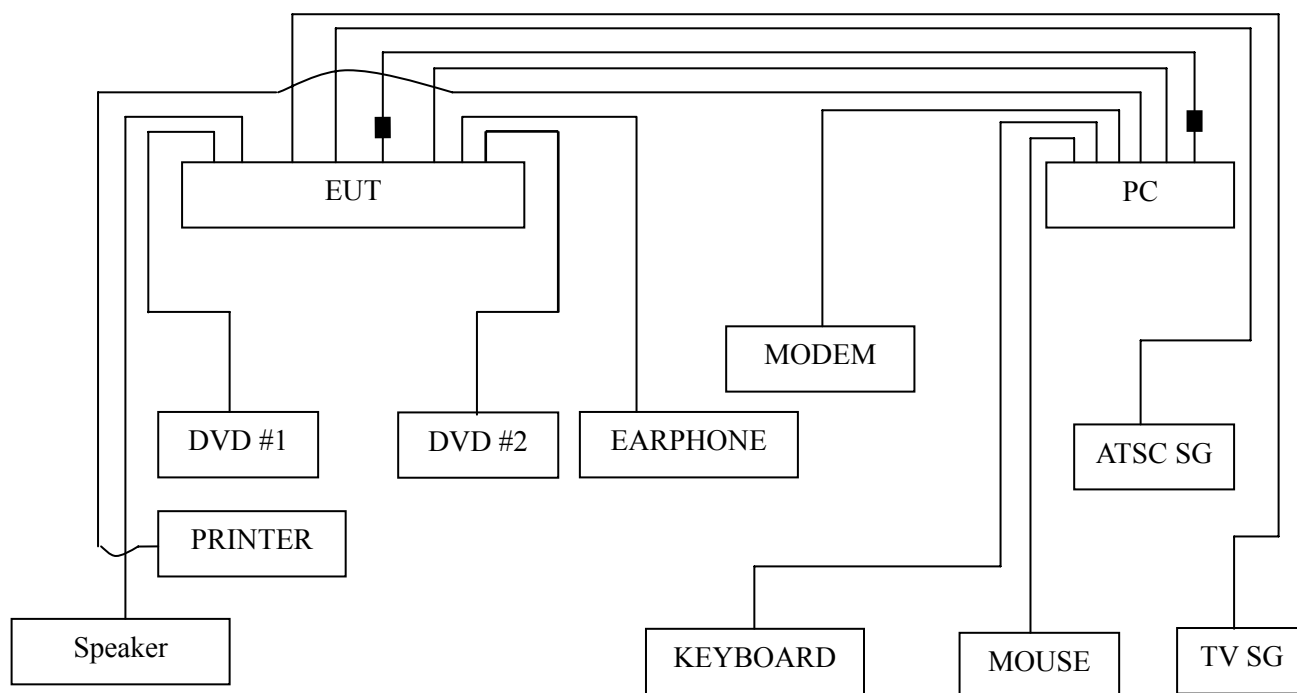 EUT
PC
MODEM
DVD #1
DVD #2
EARPHONE
ATSC SG
PRINTER
Speaker
KEYBOARD
MOUSE
TV SG